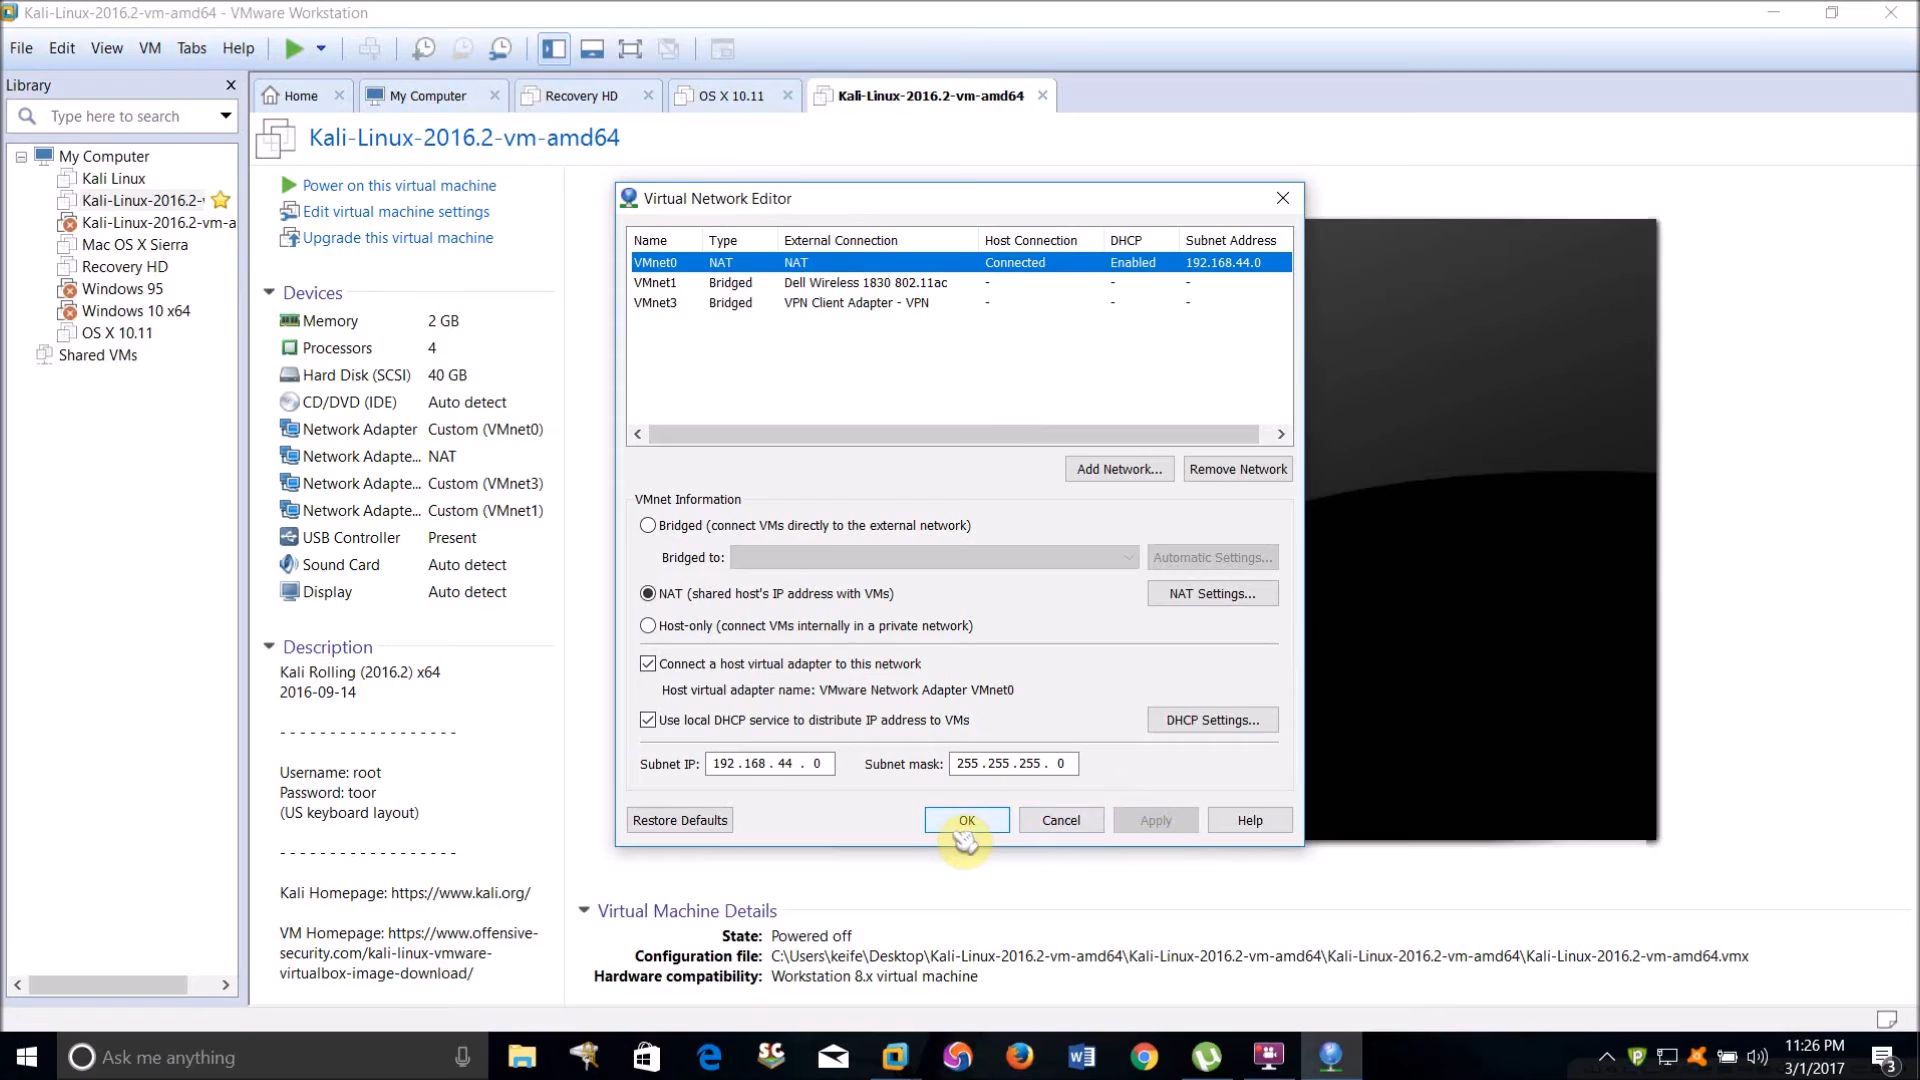 Kali-Linux-2016.2-vm-amd64 - VMware Workstation
File Edit View VM Tabs Help
Library
Type here to search
My Computer
Kali Linux
Kali-Linux-2016.2-
Kali-Linux-2016.2-vm-a
Mac OS X Sierra
Recovery HD
Windows 95
Windows 10 x64
OS X 10.11
Shared VMs
Home My Computer Recovery HD OS X 10.11 Kali-Linux-2016.2-vm-amd64
Kali-Linux-2016.2-vm-amd64
Power on this virtual machine
Edit virtual machine settings
Upgrade this virtual machine
Devices
Memory 2 GB
Processors 4
Hard Disk (SCSI) 40 GB
CD/DVD (IDE) Auto detect
Network Adapter Custom (VMnet0)
Network Adapte... NAT
Network Adapte... Custom (VMnet3)
Network Adapte... Custom (VMnet1)
USB Controller Present
Sound Card Auto detect
Display Auto detect
Description
Kali Rolling (2016.2) x64
2016-09-14
- - - - - - - - - - - - - - - - - -
Username: root
Password: toor
(US keyboard layout)
- - - - - - - - - - - - - - - - - -
Kali Homepage: https://www.kali.org/
VM Homepage: https://www.offensive-
security.com/kali-linux-vmware-
virtualbox-image-download/
Virtual Network Editor
Name Type External Connection Host Connection DHCP Subnet Address
VMnet0 NAT NAT Connected Enabled 192.168.44.0
VMnet1 Bridged Dell Wireless 1830 802.11ac - - -
VMnet3 Bridged VPN Client Adapter - VPN - - -
Add Network... Remove Network
VMnet Information
Bridged (connect VMs directly to the external network)
Bridged to: Automatic Settings...
NAT (shared host's IP address with VMs) NAT Settings...
Host-only (connect VMs internally in a private network)
Connect a host virtual adapter to this network
Host virtual adapter name: VMware Network Adapter VMnet0
Use local DHCP service to distribute IP address to VMs DHCP Settings...
Subnet IP: 192 . 168 . 44 . 0 Subnet mask: 255 . 255 . 255 . 0
Restore Defaults OK Cancel Apply Help
Virtual Machine Details
State: Powered off
Configuration file: C:\Users\keife\Desktop\Kali-Linux-2016.2-vm-amd64\Kali-Linux-2016.2-vm-amd64\Kali-Linux-2016.2-vm-amd64\Kali-Linux-2016.2-vm-amd64.vmx
Hardware compatibility: Workstation 8.x virtual machine
Ask me anything
11:26 PM
3/1/2017
3